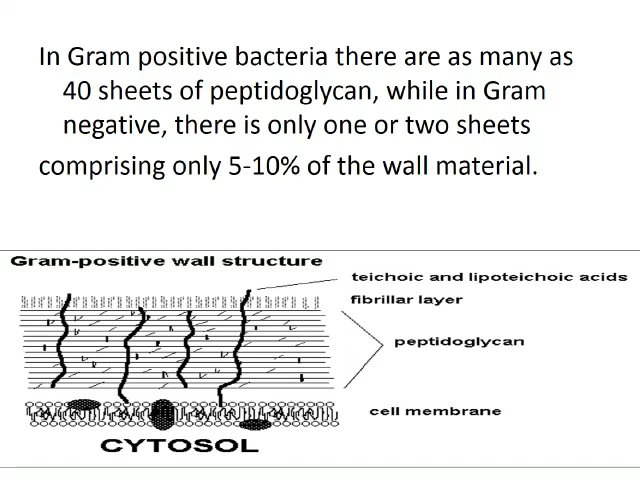 In Gram positive bacteria there are as many as
40 sheets of peptidoglycan, while in Gram
negative, there is only one or two sheets
comprising only 5-10% of the wall material.
Gram-positive wall structure
teichoic and lipoteichoic acids
fibrillar layer
peptidoglycan
cell membrane
CYTOSOL